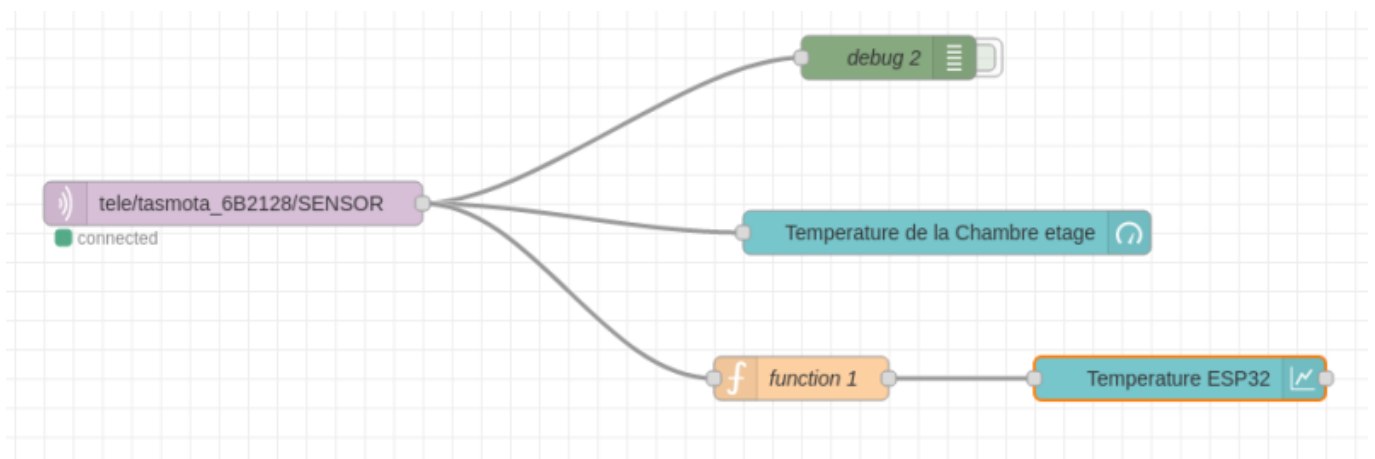 debug 2
tele/tasmota_6B2128/SENSOR
connected
Temperature de la Chambre etage
function 1
Temperature ESP32